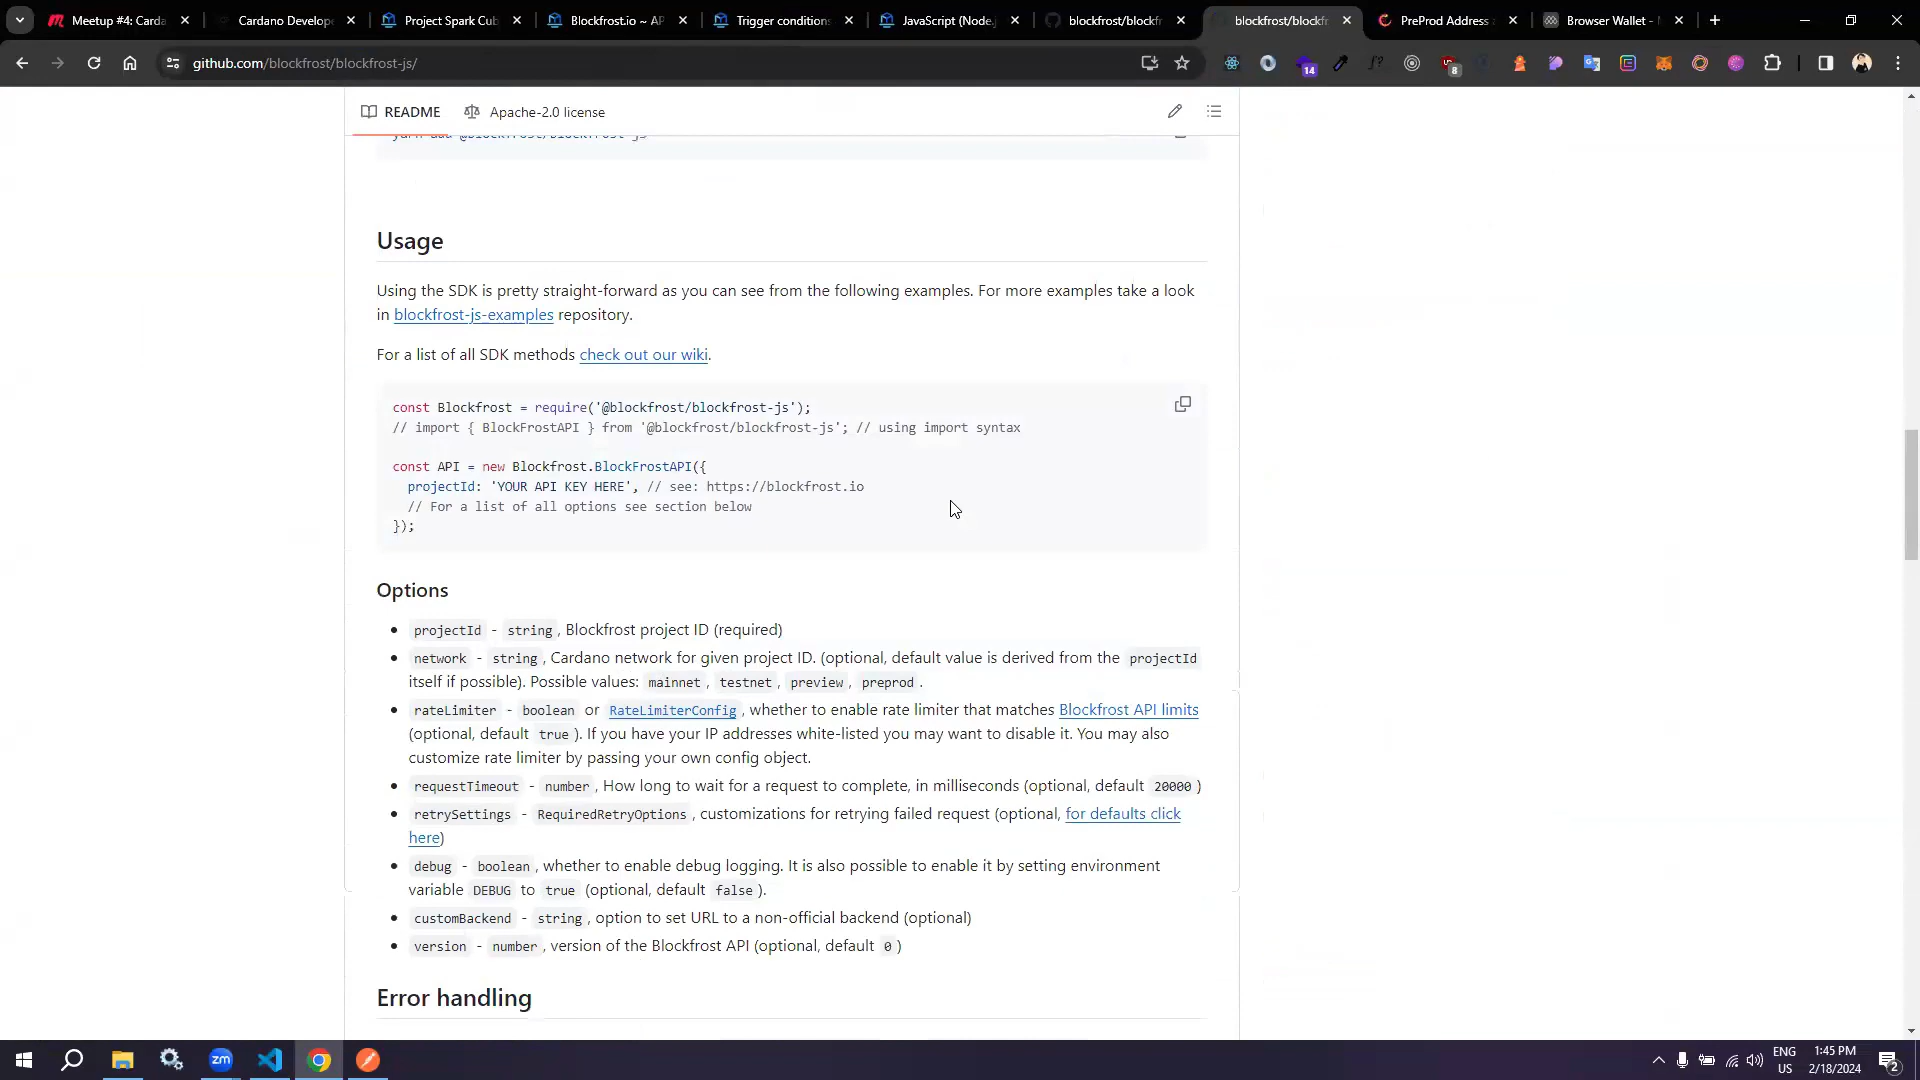 Meetup #4: Carda
Cardano Develope
Project Spark Cub
Blockfrost.io ~ AP
Trigger conditions
JavaScript (Node.
blockfrost/blockfr
blockfrost/blockfr
PreProd Address
Browser Wallet -
github.com/blockfrost/blockfrost-js/
14
8
README
Apache-2.0 license
yarn add @blockfrost/blockfrost-js
Usage
Using the SDK is pretty straight-forward as you can see from the following examples. For more examples take a look
in blockfrost-js-examples repository.
For a list of all SDK methods check out our wiki.
const Blockfrost = require('@blockfrost/blockfrost-js');
// import { BlockFrostAPI } from '@blockfrost/blockfrost-js'; // using import syntax
const API = new Blockfrost.BlockFrostAPI({
projectId: 'YOUR API KEY HERE', // see: https://blockfrost.io
// For a list of all options see section below
});
Options
projectId - string, Blockfrost project ID (required)
network - string, Cardano network for given project ID. (optional, default value is derived from the projectId
itself if possible). Possible values: mainnet, testnet, preview, preprod.
rateLimiter - boolean or RateLimiterConfig, whether to enable rate limiter that matches Blockfrost API limits
(optional, default true). If you have your IP addresses white-listed you may want to disable it. You may also
customize rate limiter by passing your own config object.
requestTimeout - number, How long to wait for a request to complete, in milliseconds (optional, default 20000)
retrySettings - RequiredRetryOptions, customizations for retrying failed request (optional, for defaults click
here)
debug - boolean, whether to enable debug logging. It is also possible to enable it by setting environment
variable DEBUG to true (optional, default false).
customBackend - string, option to set URL to a non-official backend (optional)
version - number, version of the Blockfrost API (optional, default 0)
Error handling
zm
ENG
US
1:45 PM
2/18/2024
2